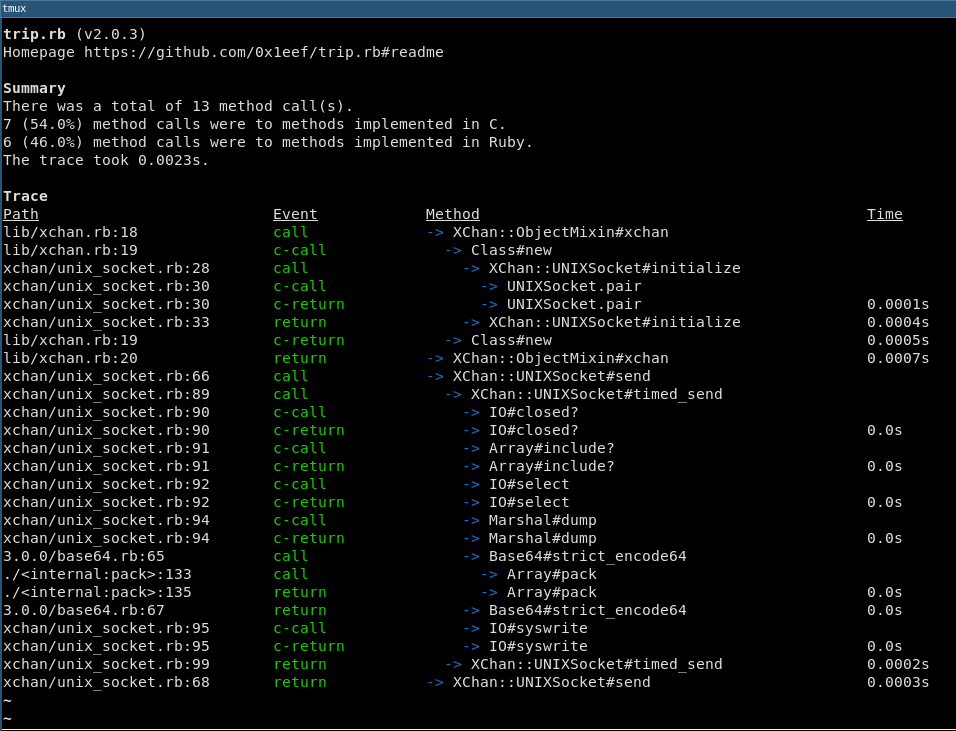 tmux
trip.rb (v2.0.3)
Homepage https://github.com/0x1eef/trip.rb#readme
Summary
There was a total of 13 method call(s).
7 (54.0%) method calls were to methods implemented in C.
6 (46.0%) method calls were to methods implemented in Ruby.
The trace took 0.0023s.
Trace
Path Event Method Time
lib/xchan.rb:18 call -> XChan::ObjectMixin#xchan
lib/xchan.rb:19 c-call -> Class#new
xchan/unix_socket.rb:28 call -> XChan::UNIXSocket#initialize
xchan/unix_socket.rb:30 c-call -> UNIXSocket.pair
xchan/unix_socket.rb:30 c-return -> UNIXSocket.pair 0.0001s
xchan/unix_socket.rb:33 return -> XChan::UNIXSocket#initialize 0.0004s
lib/xchan.rb:19 c-return -> Class#new 0.0005s
lib/xchan.rb:20 return -> XChan::ObjectMixin#xchan 0.0007s
xchan/unix_socket.rb:66 call -> XChan::UNIXSocket#send
xchan/unix_socket.rb:89 call -> XChan::UNIXSocket#timed_send
xchan/unix_socket.rb:90 c-call -> IO#closed?
xchan/unix_socket.rb:90 c-return -> IO#closed? 0.0s
xchan/unix_socket.rb:91 c-call -> Array#include?
xchan/unix_socket.rb:91 c-return -> Array#include? 0.0s
xchan/unix_socket.rb:92 c-call -> IO#select
xchan/unix_socket.rb:92 c-return -> IO#select 0.0s
xchan/unix_socket.rb:94 c-call -> Marshal#dump
xchan/unix_socket.rb:94 c-return -> Marshal#dump 0.0s
3.0.0/base64.rb:65 call -> Base64#strict_encode64
./<internal:pack>:133 call -> Array#pack
./<internal:pack>:135 return -> Array#pack 0.0s
3.0.0/base64.rb:67 return -> Base64#strict_encode64 0.0s
xchan/unix_socket.rb:95 c-call -> IO#syswrite
xchan/unix_socket.rb:95 c-return -> IO#syswrite 0.0s
xchan/unix_socket.rb:99 return -> XChan::UNIXSocket#timed_send 0.0002s
xchan/unix_socket.rb:68 return -> XChan::UNIXSocket#send 0.0003s
~
~